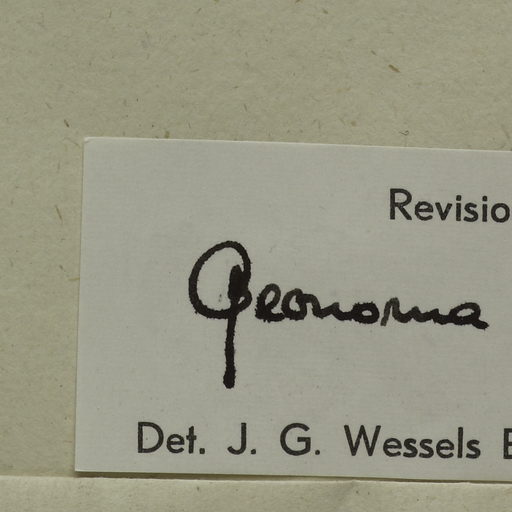 Revisio
Geonoma
Det. J. G. Wessels